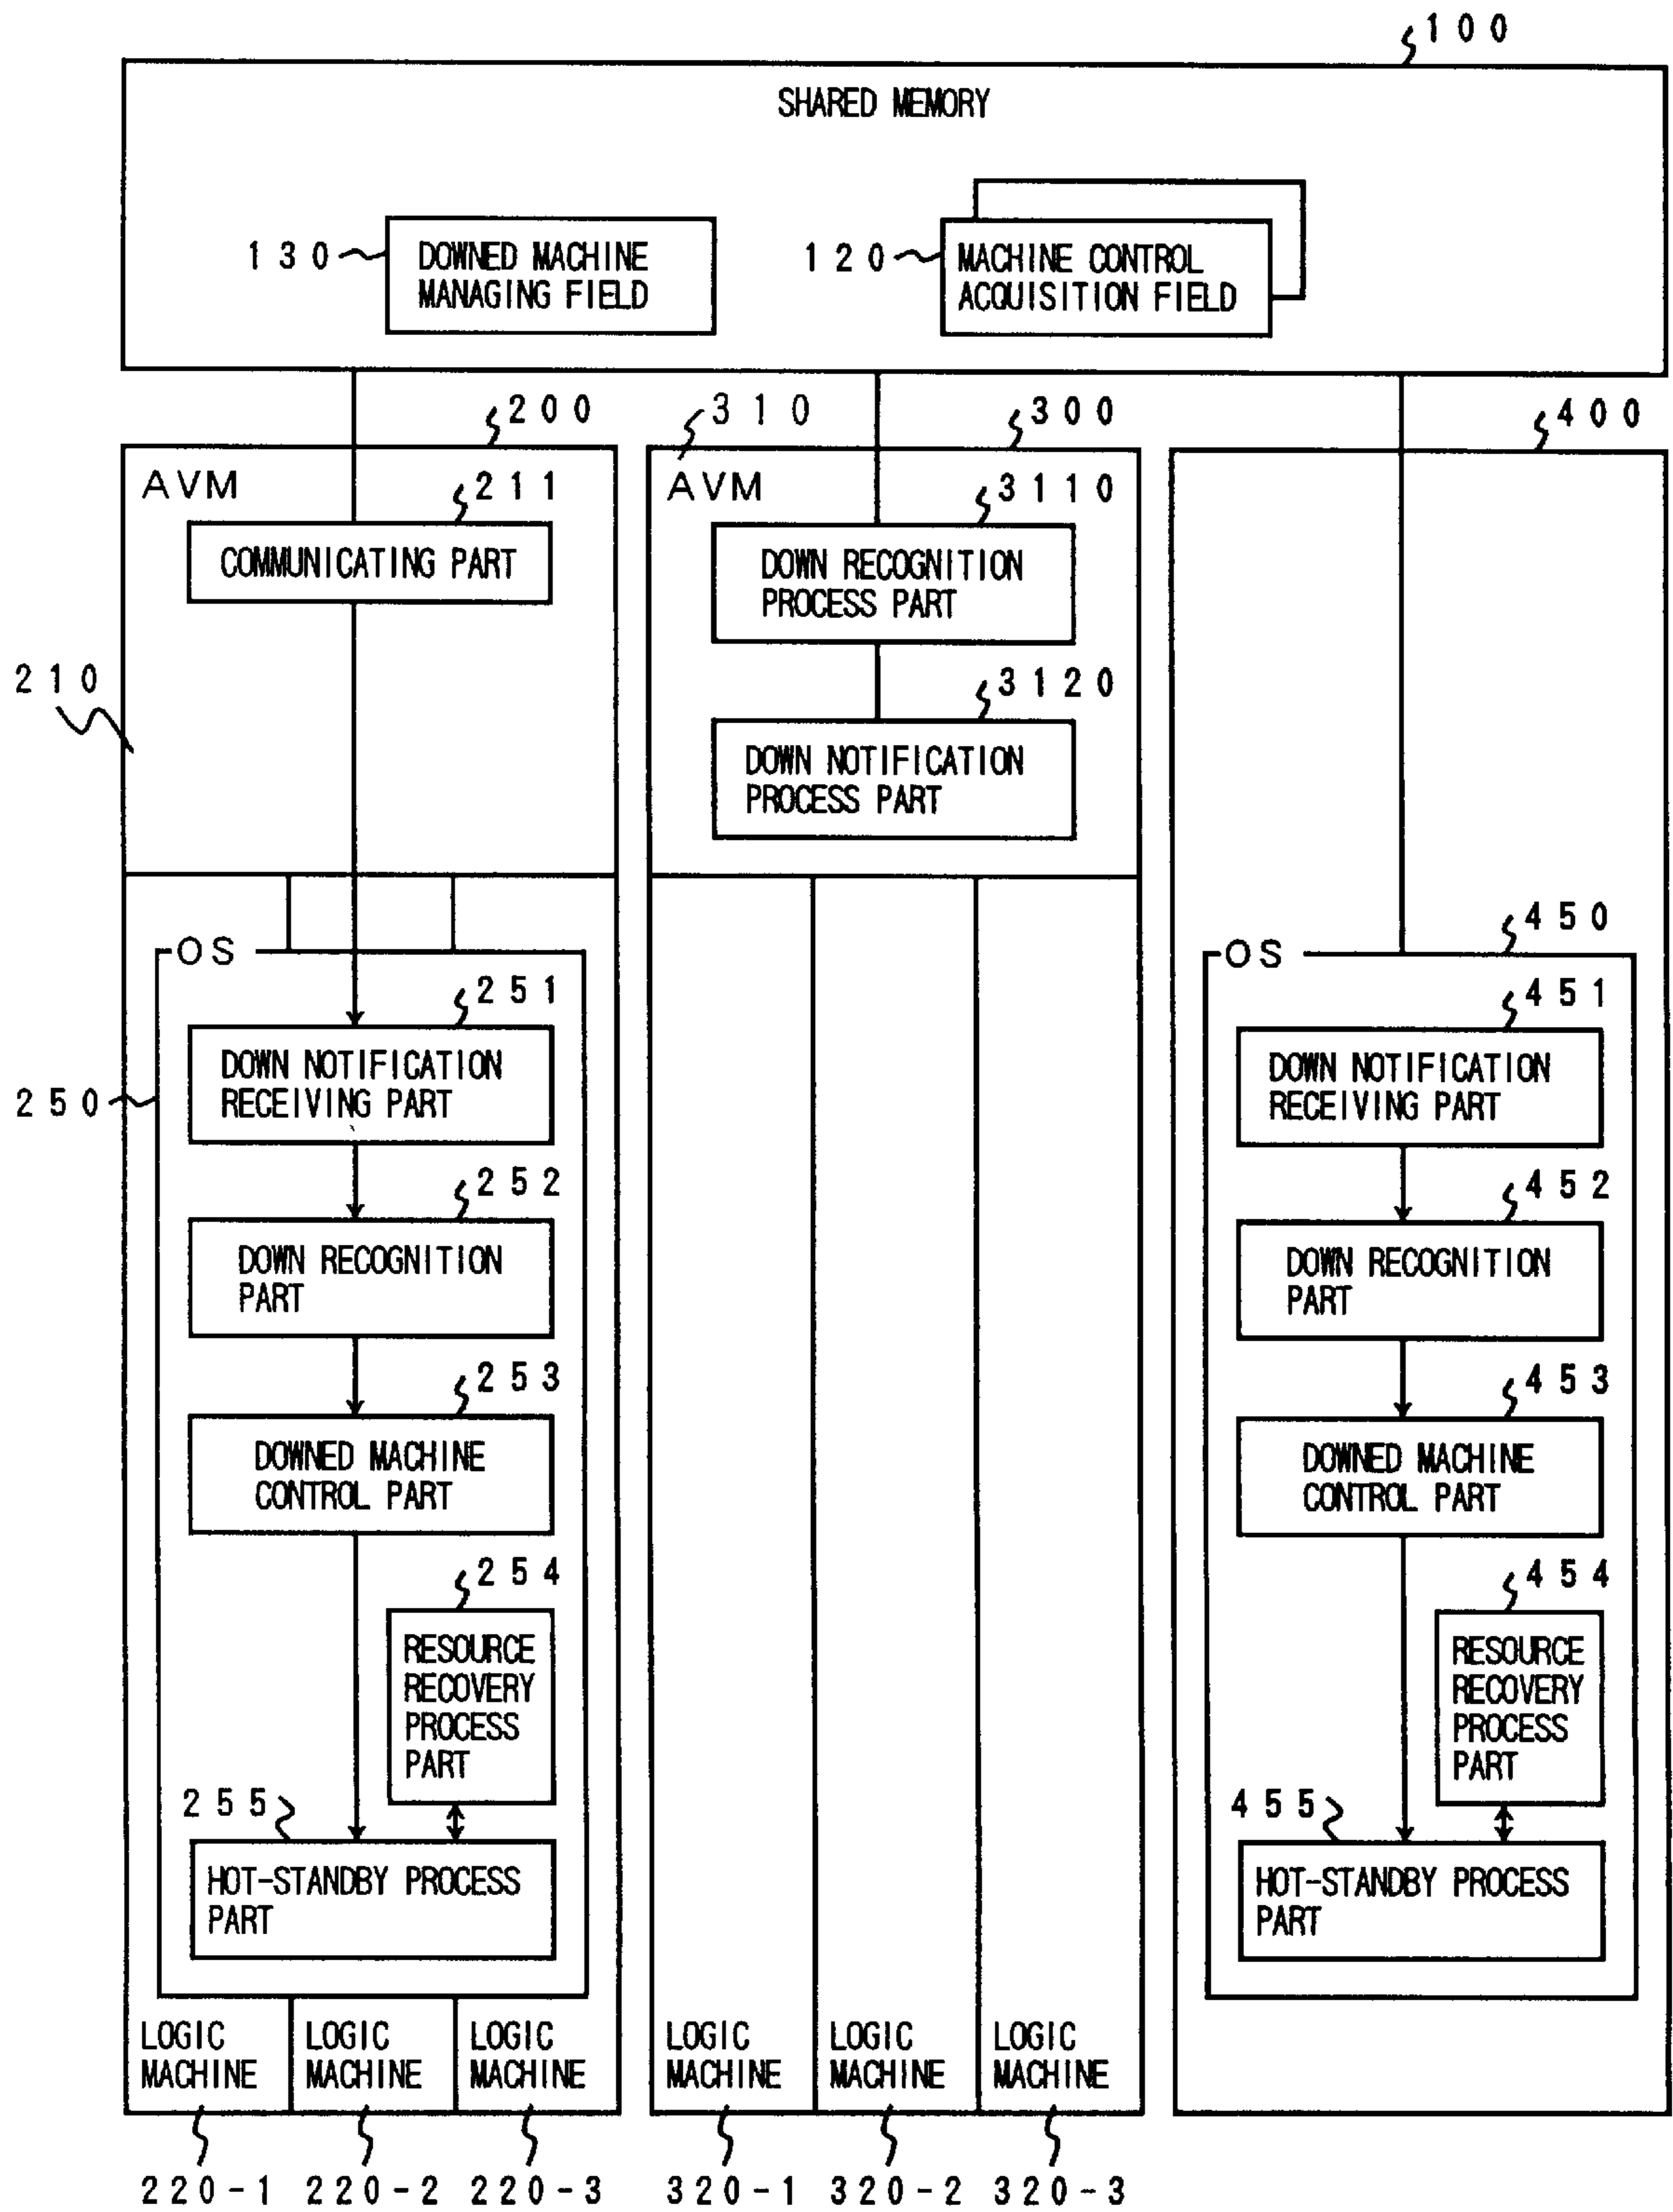 100
SHARED MEMORY
130
DOWNED MACHINE
MANAGING FIELD
120
MACHINE CONTROL
ACQUISITION FIELD
200
310
300
400
AVM
211
COMMUNICATING PART
210
AVM
3110
DOWN RECOGNITION
PROCESS PART
3120
DOWN NOTIFICATION
PROCESS PART
OS
250
251
DOWN NOTIFICATION
RECEIVING PART
252
DOWN RECOGNITION
PART
253
DOWNED MACHINE
CONTROL PART
254
RESOURCE
RECOVERY
PROCESS
PART
255
HOT-STANDBY PROCESS
PART
450
OS
451
DOWN NOTIFICATION
RECEIVING PART
452
DOWN RECOGNITION
PART
453
DOWNED MACHINE
CONTROL PART
454
RESOURCE
RECOVERY
PROCESS
PART
455
HOT-STANDBY PROCESS
PART
LOGIC
MACHINE
LOGIC
MACHINE
LOGIC
MACHINE
LOGIC
MACHINE
LOGIC
MACHINE
LOGIC
MACHINE
220-1
220-2
220-3
320-1
320-2
320-3